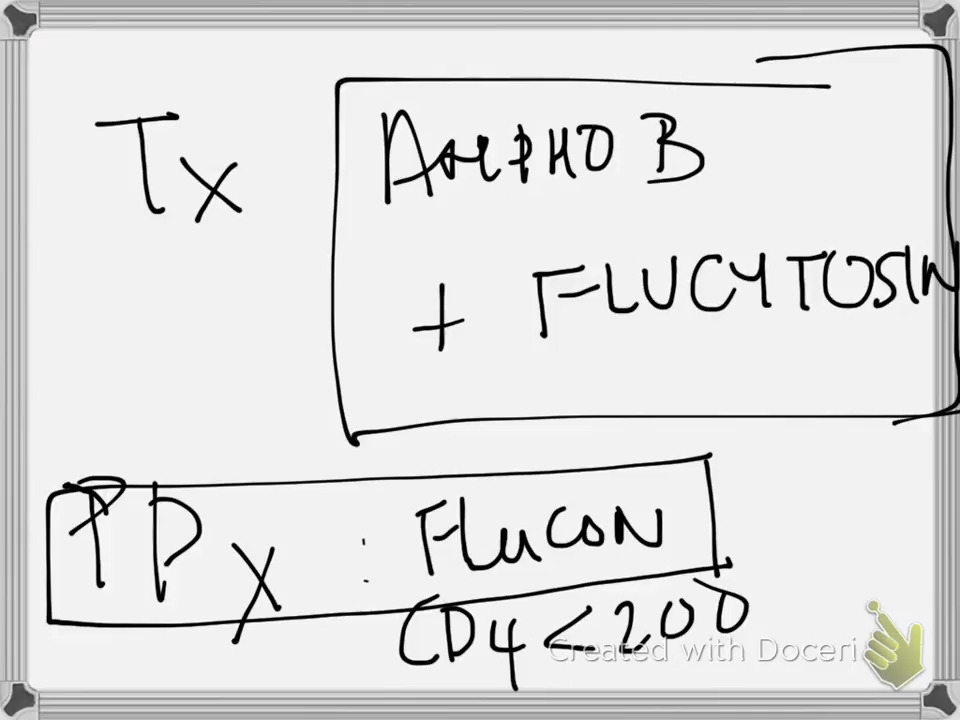 Tx AMPHO B
+ FLUCYTOSIN
PPx : Flucon
CD4 < 200
Created with Doceri